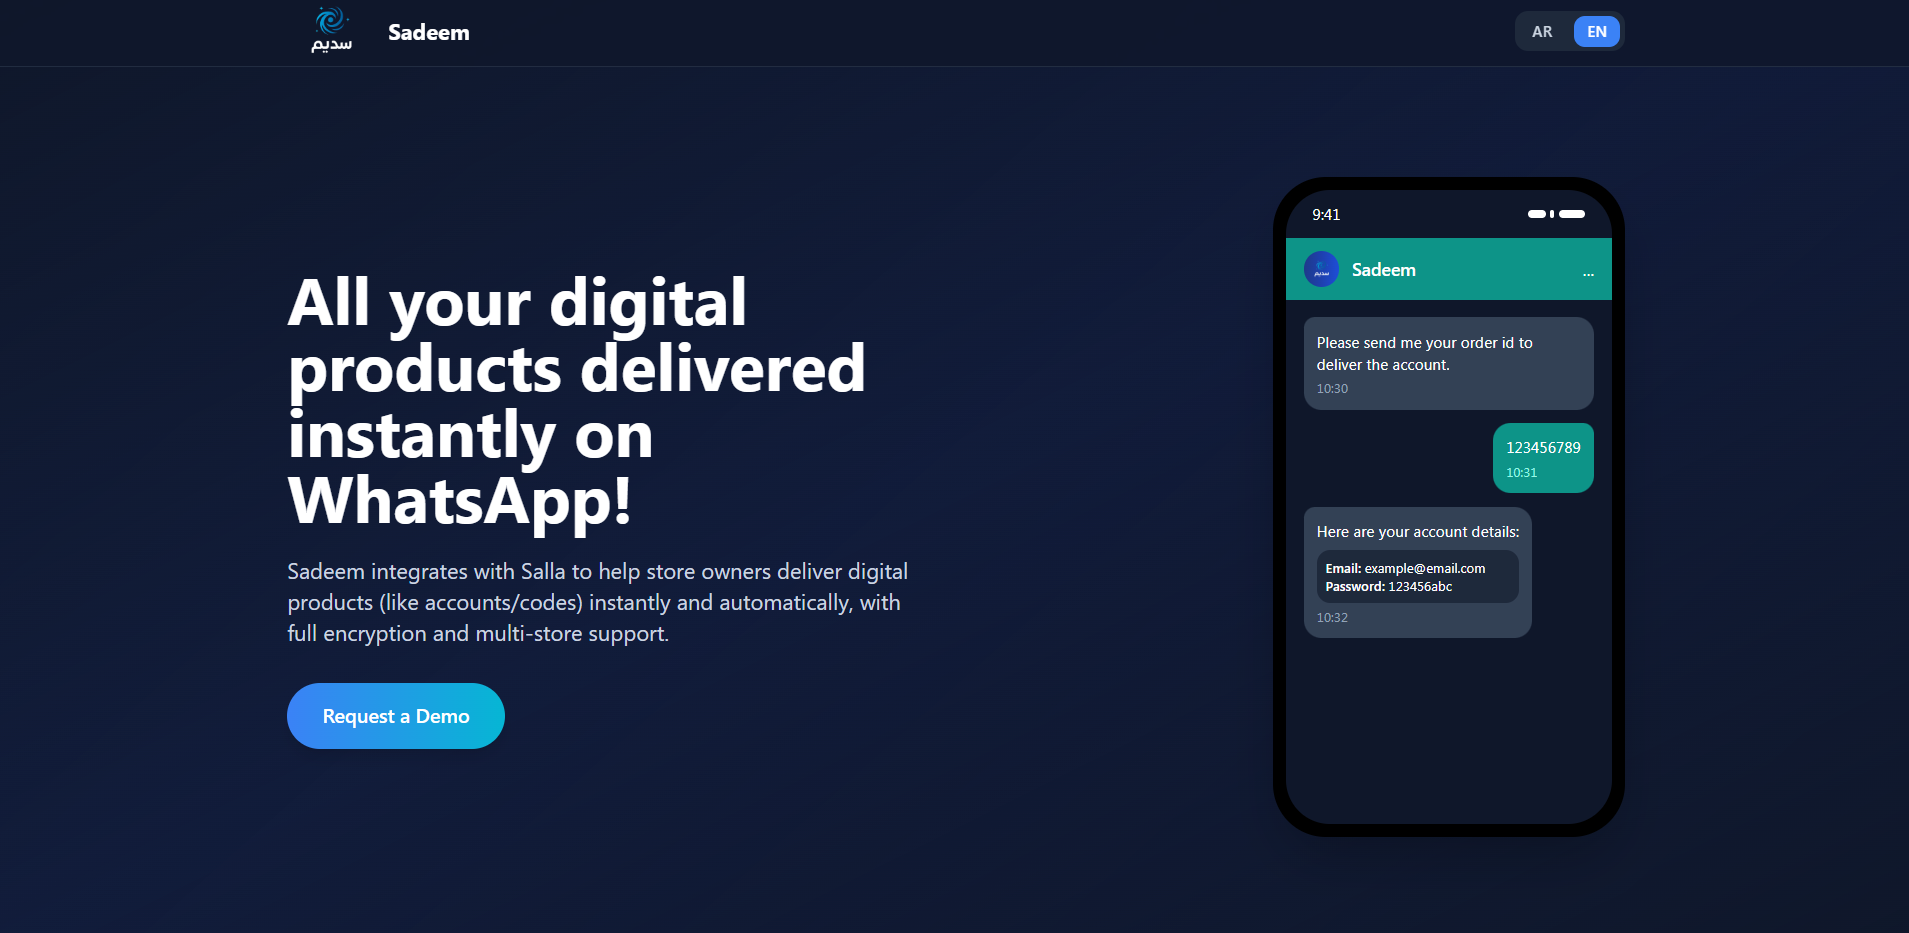 سديم
Sadeem
AR
EN
All your digital
products delivered
instantly on
WhatsApp!
Sadeem integrates with Salla to help store owners deliver digital
products (like accounts/codes) instantly and automatically, with
full encryption and multi-store support.
Request a Demo
9:41
سديم
Sadeem
...
Please send me your order id to
deliver the account.
10:30
123456789
10:31
Here are your account details:
Email: example@email.com
Password: 123456abc
10:32